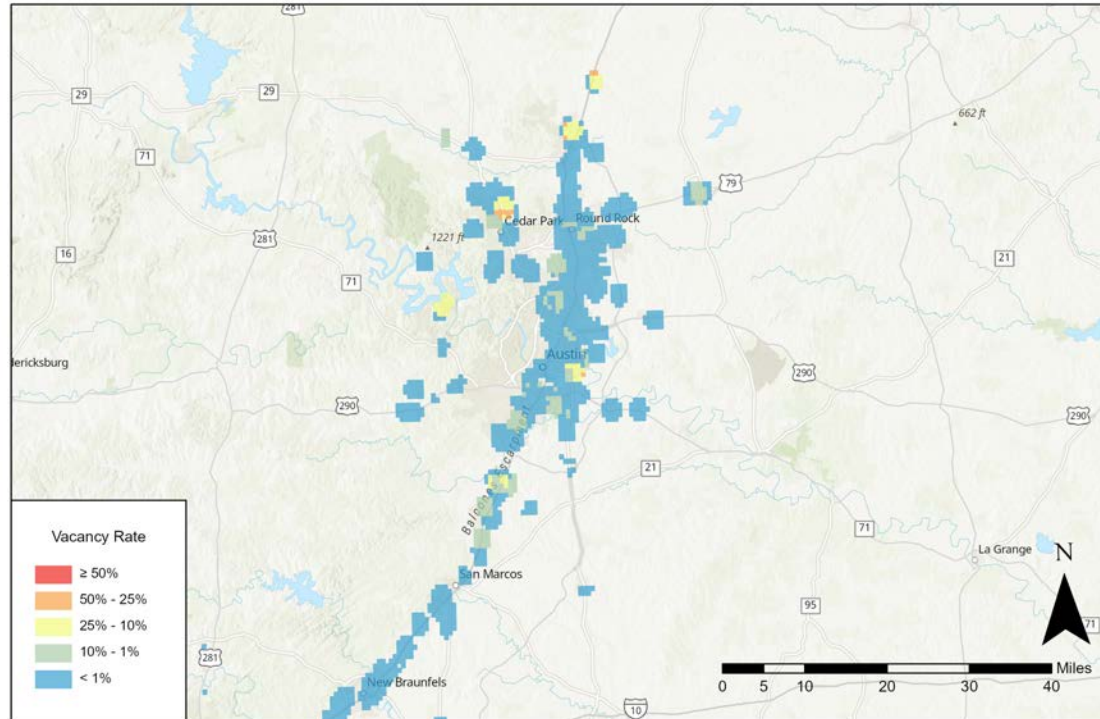 281
29
29
662 ft
71
79
Cedar Park
Round Rock
1221 ft
281
16
71
21
dericksburg
Austin
290
290
290
Balcones Escarpment
21
71
Vacancy Rate
≥ 50%
50% - 25%
25% - 10%
10% - 1%
< 1%
La Grange
N
San Marcos
95
71
281
Miles
New Braunfels
0 5 10 20 30 40
10